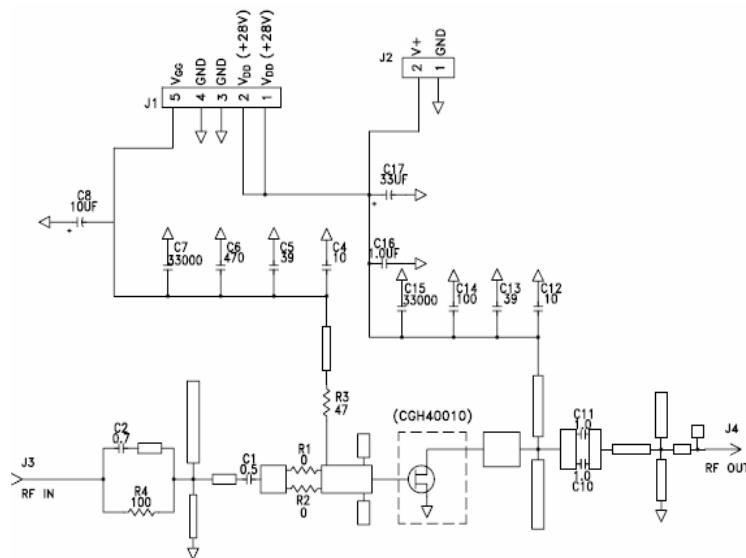 VGG
GND
GND
VDD (+28V)
VDD (+28V)
J1
5
4
3
2
1
J2
V+
GND
2
1
C8
10UF
C17
33UF
C16
1.0UF
C7
33000
C6
470
C5
39
C4
10
C15
33000
C14
100
C13
39
C12
10
R3
47
(CGH40010)
J3
RF IN
C2
0.7
R4
100
C1
0.5
R1
0
R2
0
C11
1.0
1.0
C10
J4
RF OUT
+
+